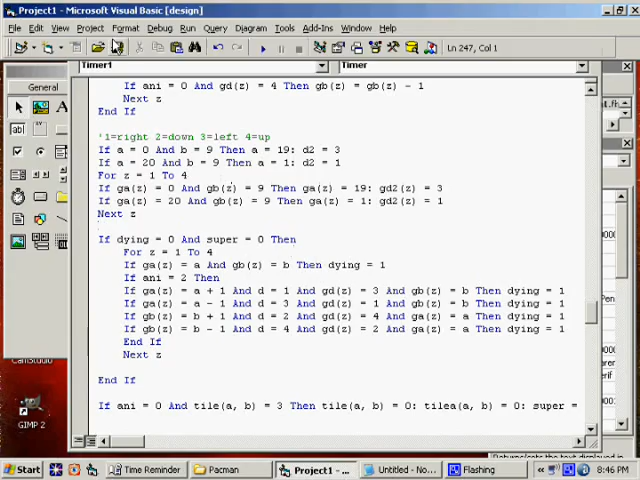 Project1 - Microsoft Visual Basic [design]
File Edit View Project Format Debug Run Query Diagram Tools Add-Ins Window Help
Ln 247, Col 1
General
Timer1
Timer
If ani = 0 And gd(z) = 4 Then gb(z) = gb(z) - 1
Next z
End If
'1=right 2=down 3=left 4=up
If a = 0 And b = 9 Then a = 19: d2 = 3
If a = 20 And b = 9 Then a = 1: d2 = 1
For z = 1 To 4
If ga(z) = 0 And gb(z) = 9 Then ga(z) = 19: gd2(z) = 3
If ga(z) = 20 And gb(z) = 9 Then ga(z) = 1: gd2(z) = 1
Next z
If dying = 0 And super = 0 Then
For z = 1 To 4
If ga(z) = a And gb(z) = b Then dying = 1
If ani = 2 Then
If ga(z) = a + 1 And d = 1 And gd(z) = 3 And gb(z) = b Then dying = 1
If ga(z) = a - 1 And d = 3 And gd(z) = 1 And gb(z) = b Then dying = 1
If gb(z) = b + 1 And d = 2 And gd(z) = 4 And ga(z) = a Then dying = 1
If gb(z) = b - 1 And d = 4 And gd(z) = 2 And ga(z) = a Then dying = 1
End If
Next z
End If
If ani = 0 And tile(a, b) = 3 Then tile(a, b) = 0: tilea(a, b) = 0: super =
CamStudio
GIMP 2
Start
Time Reminder
Pacman
Project1 - ...
Untitled - No...
Flashing
8:46 PM